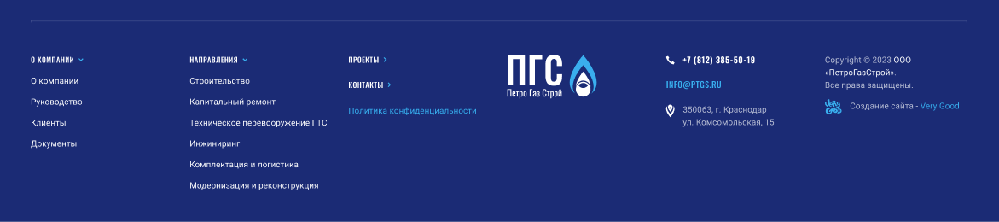 О КОМПАНИИ
О компании
Руководство
Клиенты
Документы
НАПРАВЛЕНИЯ
Строительство
Капитальный ремонт
Техническое перевооружение ГТС
Инжиниринг
Комплектация и логистика
Модернизация и реконструкция
ПРОЕКТЫ
КОНТАКТЫ
Политика конфиденциальности
ПГС
Петро Газ Строй
+7 (812) 385-50-19
INFO@PTGS.RU
350063, г. Краснодар
ул. Комсомольская, 15
Copyright © 2023 ООО
«ПетроГазСтрой».
Все права защищены.
VERY
GOOD
Создание сайта - Very Good